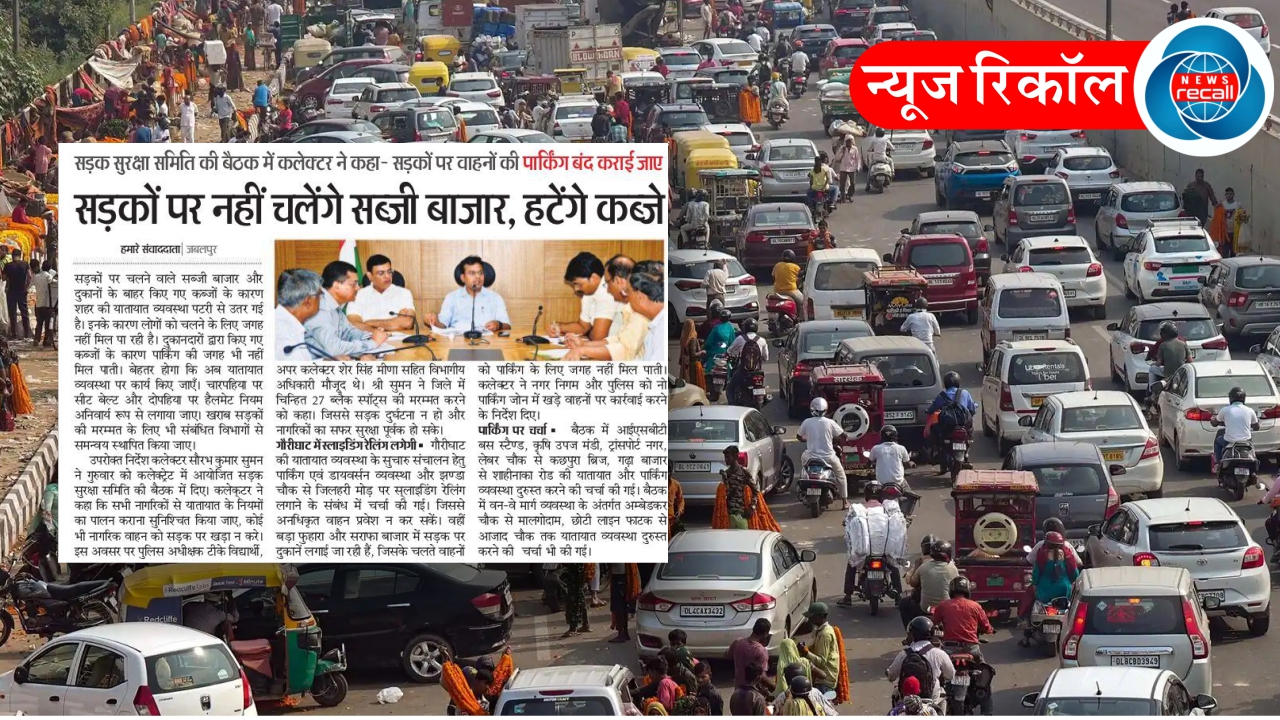 न्यूज रिकॉल
NEWS
recall
सड़क सुरक्षा समिति की बैठक में कलेक्टर ने कहा- सड़कों पर वाहनों की पार्किंग बंद कराई जाए
सड़कों पर नहीं चलेंगे सब्जी बाजार, हटेंगे कब्जे
हमारे संवाददाता | जबलपुर
सड़कों पर चलने वाले सब्जी बाजार और
दुकानों के बाहर किए गए कब्जों के कारण
शहर की यातायात व्यवस्था पटरी से उतर गई
है। इनके कारण लोगों को चलने के लिए जगह
नहीं मिल पा रही है। दुकानदारों द्वारा किए गए
कब्जों के कारण पार्किंग की जगह भी नहीं
मिल पाती। बेहतर होगा कि अब यातायात
व्यवस्था पर कार्य किए जाएँ। चारपहिया पर
सीट बेल्ट और दोपहिया पर हैलमेट नियम
अनिवार्य रूप से लगाया जाए। खराब सड़कों
की मरम्मत के लिए भी संबंधित विभागों से
समन्वय स्थापित किया जाए।
उपरोक्त निर्देश कलेक्टर सौरभ कुमार सुमन
ने गुरुवार को कलेक्ट्रेट में आयोजित सड़क
सुरक्षा समिति की बैठक में दिए। कलेक्टर ने
कहा कि सभी नागरिकों से यातायात के नियमों
का पालन कराना सुनिश्चित किया जाए, कोई
भी नागरिक वाहन को सड़क पर खड़ा न करे।
इस अवसर पर पुलिस अधीक्षक टीके विद्यार्थी,
अपर कलेक्टर शेर सिंह मीणा सहित विभागीय
अधिकारी मौजूद थे। श्री सुमन ने जिले में
चिन्हित 27 ब्लैक स्पॉट्स की मरम्मत करने
को कहा। जिससे सड़क दुर्घटना न हो और
नागरिकों का सफर सुरक्षा पूर्वक हो सके।
गौरीघाट में स्लाइडिंग रेलिंग लगेगी▪ गौरीघाट
की यातायात व्यवस्था के सुचारु संचालन हेतु
पार्किंग एवं डायवर्सन व्यवस्था और झण्डा
चौक से जिलहरी मोड़ पर स्लाइडिंग रेलिंग
लगाने के संबंध में चर्चा की गई। जिससे
अनधिकृत वाहन प्रवेश न कर सकें। वहीं
बड़ा फुहारा और सराफा बाजार में सड़क पर
दुकानें लगाई जा रही हैं, जिसके चलते वाहनों
को पार्किंग के लिए जगह नहीं मिल पाती।
कलेक्टर ने नगर निगम और पुलिस को नो
पार्किंग जोन में खड़े वाहनों पर कार्रवाई करने
के निर्देश दिए।
पार्किंग पर चर्चा ▪ बैठक में आईएसबीटी
बस स्टैण्ड, कृषि उपज मंडी, ट्रांसपोर्ट नगर,
लेबर चौक से कछपुरा ब्रिज, गढ़ा बाजार
से शाहीनाका रोड की यातायात और पार्किंग
व्यवस्था दुरुस्त करने की चर्चा की गई। बैठक
में वन-वे मार्ग व्यवस्था के अंतर्गत अम्बेडकर
चौक से मालगोदाम, छोटी लाइन फाटक से
आजाद चौक तक यातायात व्यवस्था दुरुस्त
करने की चर्चा भी की गई।
सारथक
Uber
DL4CAX3432
DL8CBD3949
Redcliffe Labs
Redcliffe